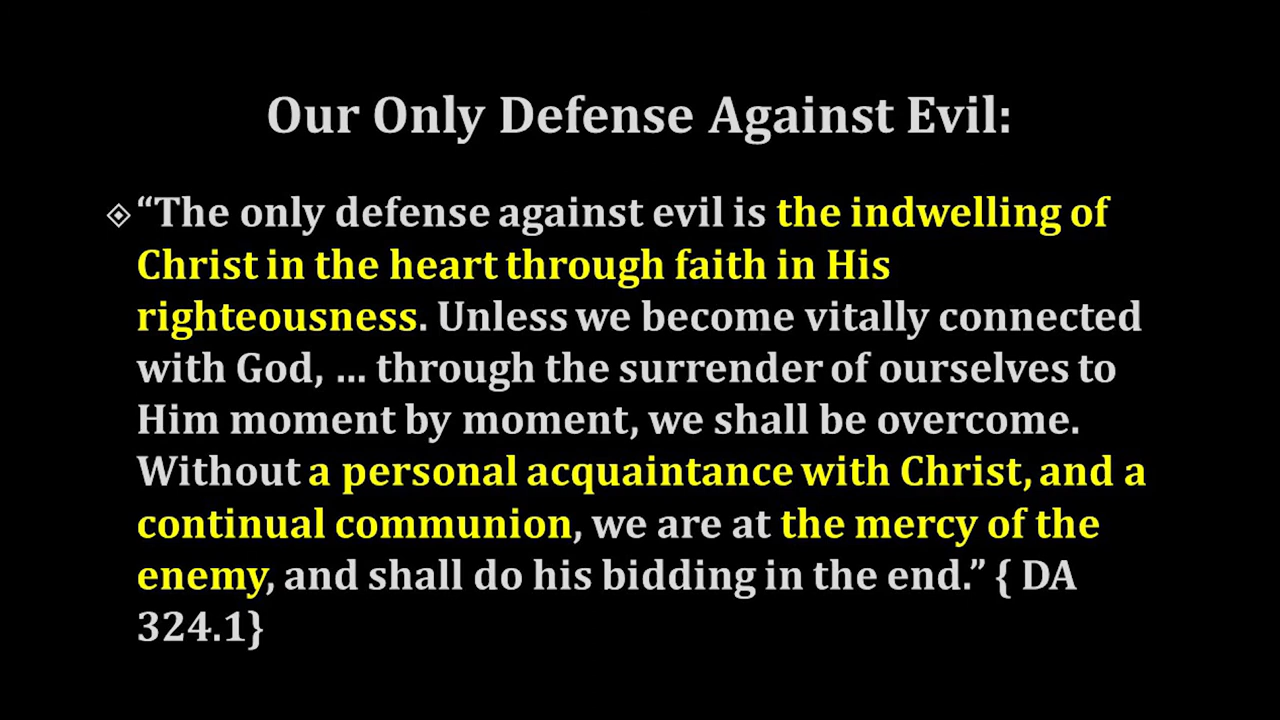 Our Only Defense Against Evil:
“The only defense against evil is the indwelling of
Christ in the heart through faith in His
righteousness. Unless we become vitally connected
with God, … through the surrender of ourselves to
Him moment by moment, we shall be overcome.
Without a personal acquaintance with Christ, and a
continual communion, we are at the mercy of the
enemy, and shall do his bidding in the end.” { DA
324.1}